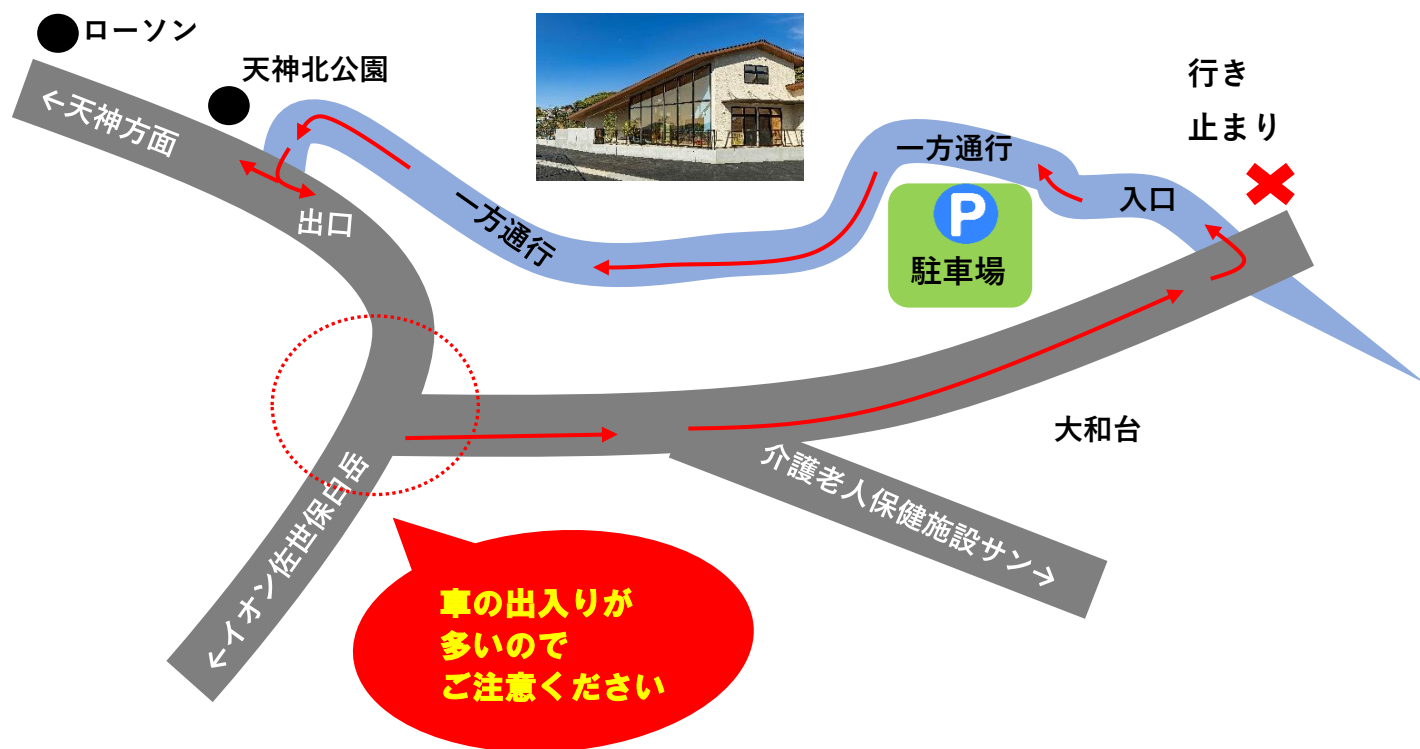 ローソン
天神北公園
←天神方面
出口
一方通行
一方通行
入口
行き
止まり
P
駐車場
大和台
介護老人保健施設サン→
←イオン佐世保白岳
車の出入りが
多いので
ご注意ください